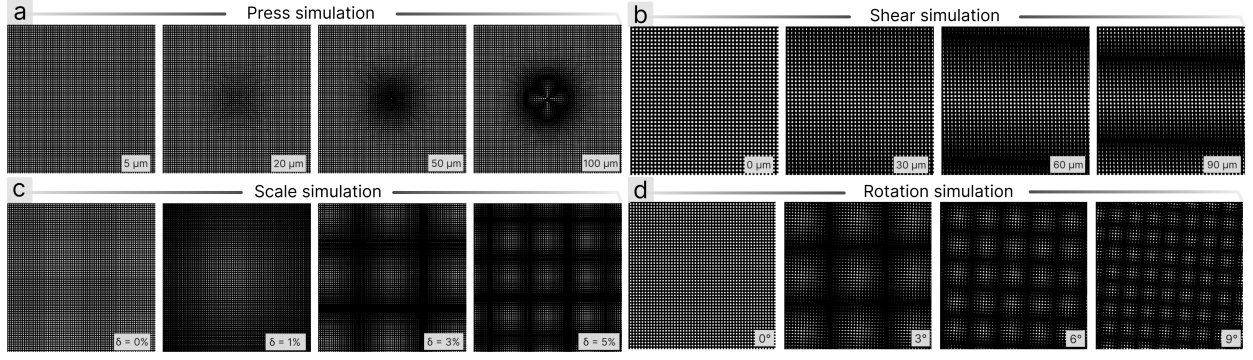 a
Press simulation
5 μm
20 μm
50 μm
100 μm
b
Shear simulation
0 μm
30 μm
60 μm
90 μm
c
Scale simulation
δ = 0%
δ = 1%
δ = 3%
δ = 5%
d
Rotation simulation
0°
3°
6°
9°